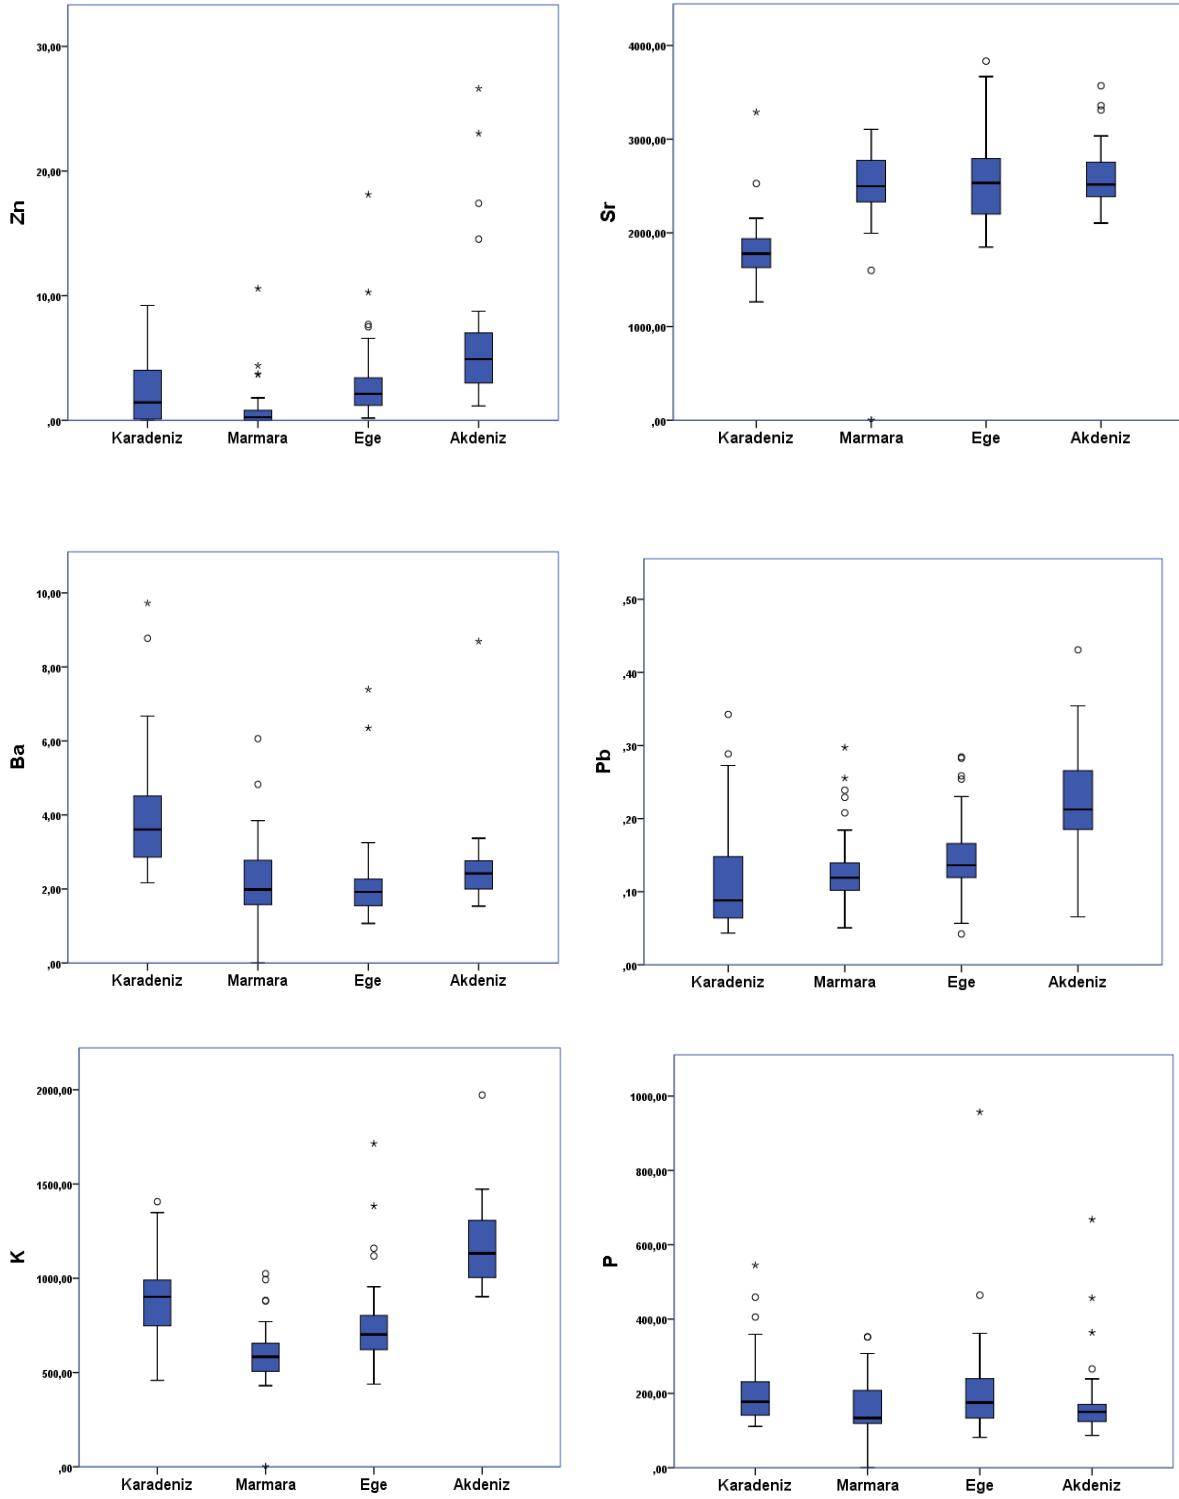 30,00
20,00
Zn
10,00
,00
Karadeniz Marmara Ege Akdeniz
4000,00
3000,00
Sr
2000,00
1000,00
,00
Karadeniz Marmara Ege Akdeniz
10,00
8,00
6,00
Ba
4,00
2,00
,00
Karadeniz Marmara Ege Akdeniz
,50
,40
,30
Pb
,20
,10
,00
Karadeniz Marmara Ege Akdeniz
2000,00
1500,00
K
1000,00
500,00
,00
Karadeniz Marmara Ege Akdeniz
1000,00
800,00
600,00
P
400,00
200,00
,00
Karadeniz Marmara Ege Akdeniz